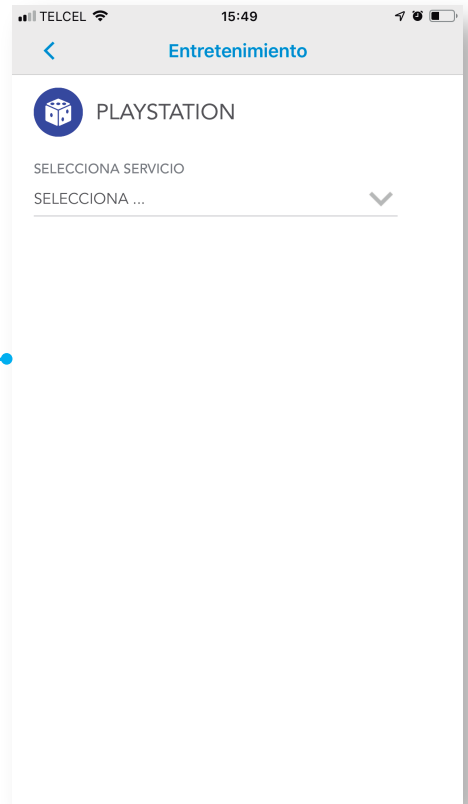 TELCEL 15:49
Entretenimiento
PLAYSTATION
SELECCIONA SERVICIO
SELECCIONA ...